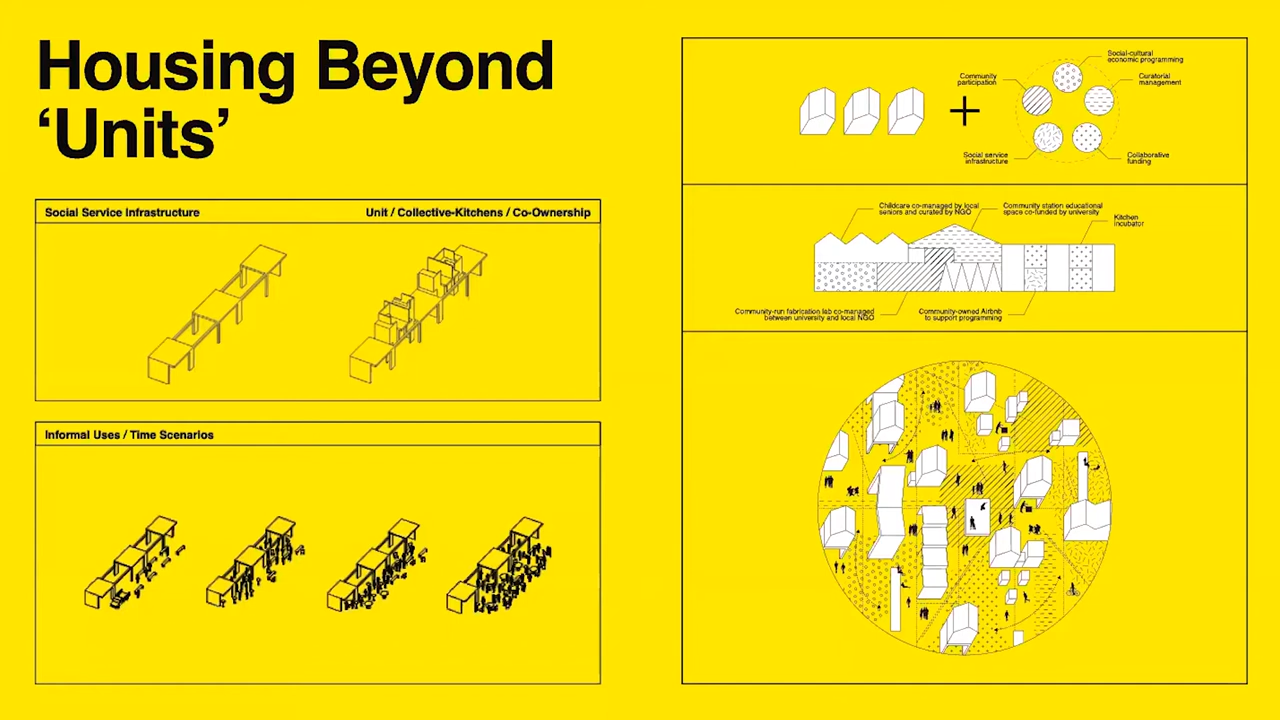 Housing Beyond
‘Units’
Social Service Infrastructure
Unit / Collective-Kitchens / Co-Ownership
Informal Uses / Time Scenarios
Social-cultural
economic programming
Community
participation
Curatorial
management
Social service
infrastructure
Collaborative
funding
Childcare co-managed by local
seniors and curated by NGO
Community station educational
space co-funded by university
Kitchen
incubator
Community-run fabrication lab co-managed
between university and local NGO
Community-owned Airbnb
to support programming